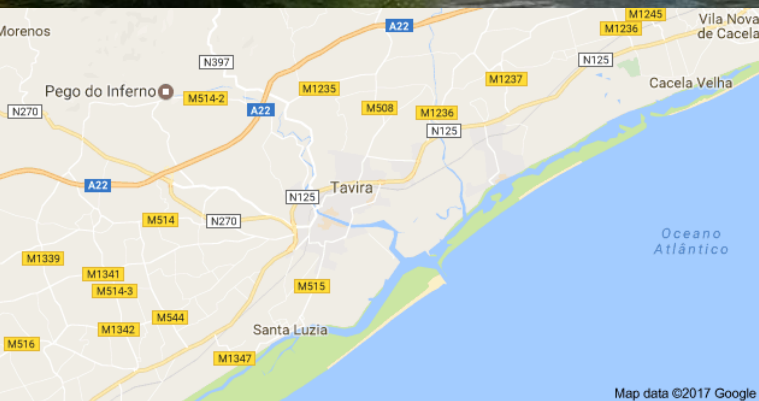 M1245
Vila Nova
de Cacela
Morenos
A22
M1236
N397
N125
Pego do Inferno
M514-2
M1235
M1237
Cacela Velha
N270
A22
M508
M1236
N125
A22
Tavira
N125
M514
N270
Oceano
Atlântico
M1339
M1341
M514-3
M515
M544
M1342
Santa Luzia
M516
M1347
Map data ©2017 Google